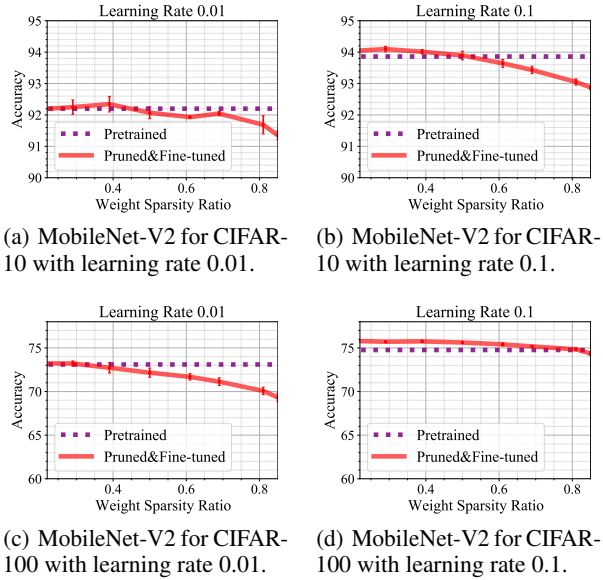 Learning Rate 0.01
95
94
93
92
91
90
Accuracy
Pretrained
Pruned&Fine-tuned
0.4
0.6
0.8
Weight Sparsity Ratio
(a) MobileNet-V2 for CIFAR-
10 with learning rate 0.01.
Learning Rate 0.1
95
94
93
92
91
90
Accuracy
Pretrained
Pruned&Fine-tuned
0.4
0.6
0.8
Weight Sparsity Ratio
(b) MobileNet-V2 for CIFAR-
10 with learning rate 0.1.
Learning Rate 0.01
75
70
65
60
Accuracy
Pretrained
Pruned&Fine-tuned
0.4
0.6
0.8
Weight Sparsity Ratio
(c) MobileNet-V2 for CIFAR-
100 with learning rate 0.01.
Learning Rate 0.1
75
70
65
60
Accuracy
Pretrained
Pruned&Fine-tuned
0.4
0.6
0.8
Weight Sparsity Ratio
(d) MobileNet-V2 for CIFAR-
100 with learning rate 0.1.